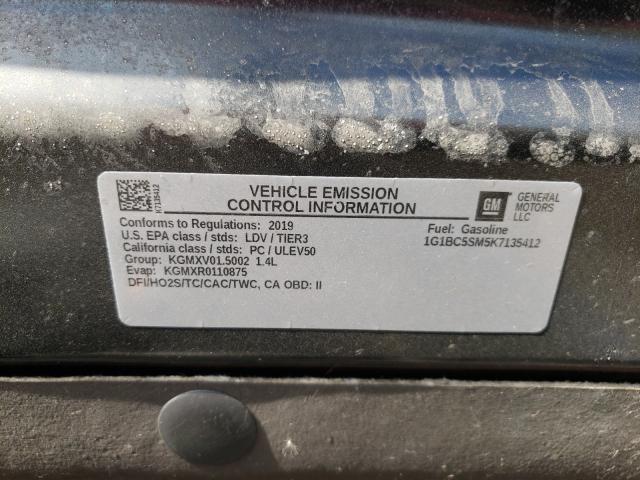 K7135412
VEHICLE EMISSION
CONTROL INFORMATION
GM
GENERAL
MOTORS
LLC
Conforms to Regulations: 2019
U.S. EPA class / stds: LDV / TIER3
California class / stds: PC / ULEV50
Group: KGMXV01.5002 1.4L
Evap: KGMXR0110875
DFI/HO2S/TC/CAC/TWC, CA OBD: II
Fuel: Gasoline
1G1BC5SM5K7135412